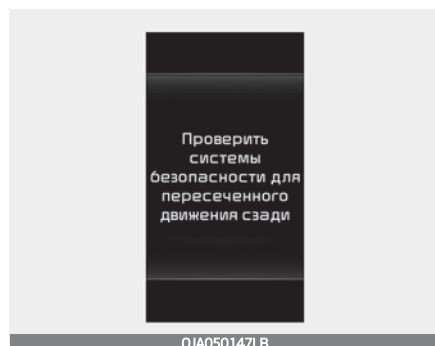 Проверить
системы
безопасности для
пересеченного
движения сзади
OJA050147LB